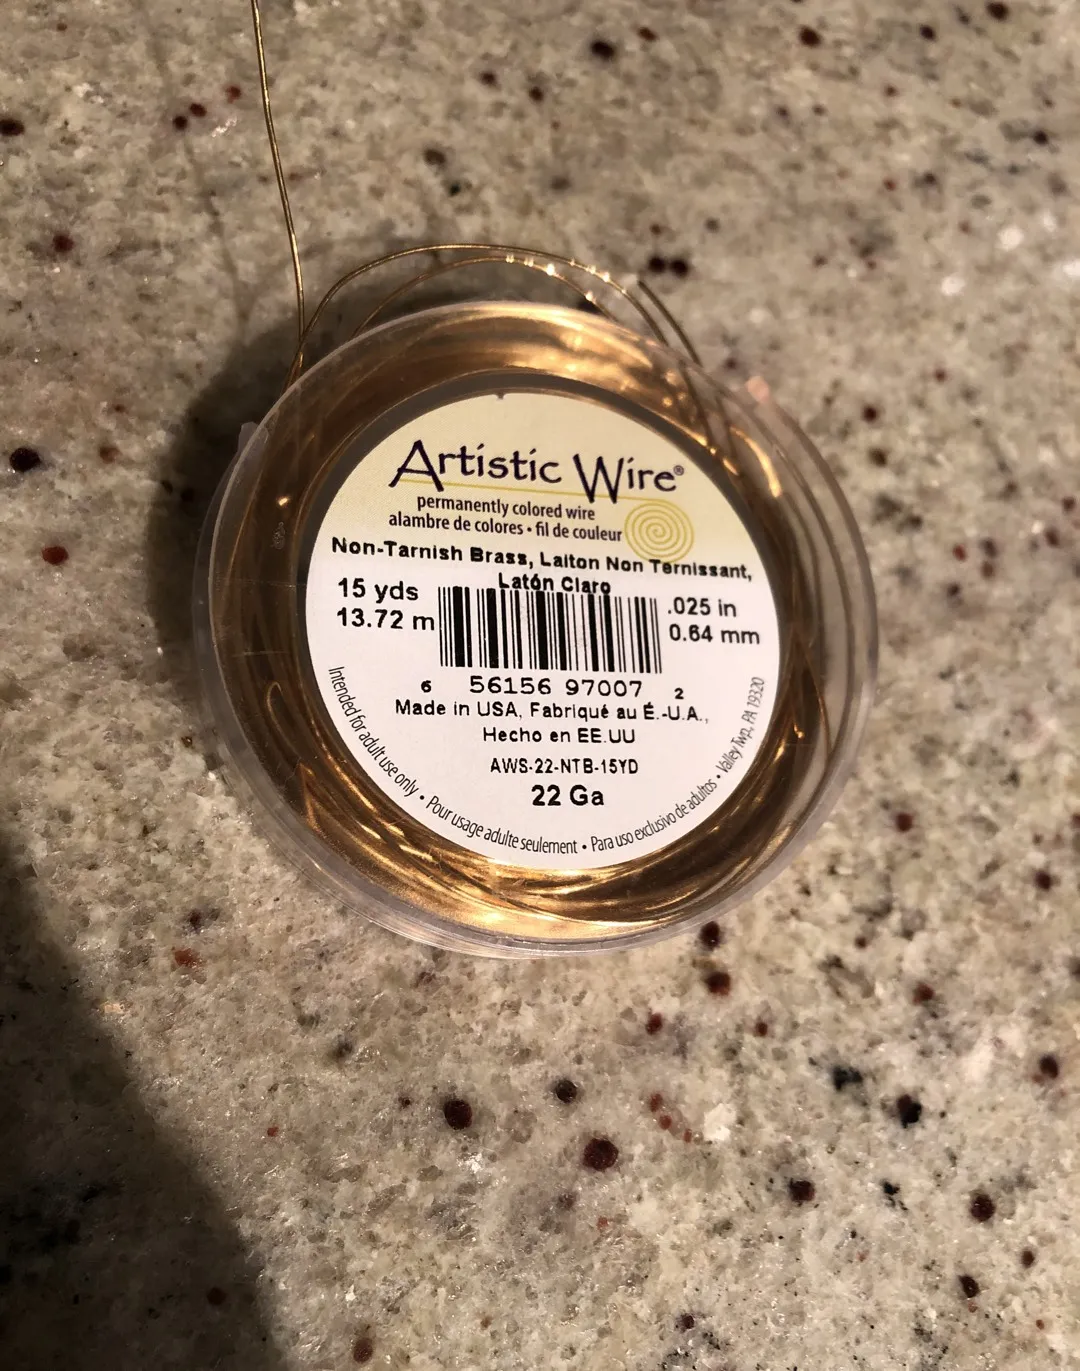 Artistic Wire®
permanently colored wire
alambre de colores • fil de couleur
Non-Tarnish Brass, Laiton Non Ternissant,
Latón Claro
15 yds
13.72 m
.025 in
0.64 mm
6 56156 97007 2
Made in USA, Fabriqué au É.-U.A.,
Hecho en EE.UU
AWS-22-NTB-15YD
22 Ga
Intended for adult use only • Pour usage adulte seulement • Para uso exclusivo de adultos • Valley Twp., PA 19320